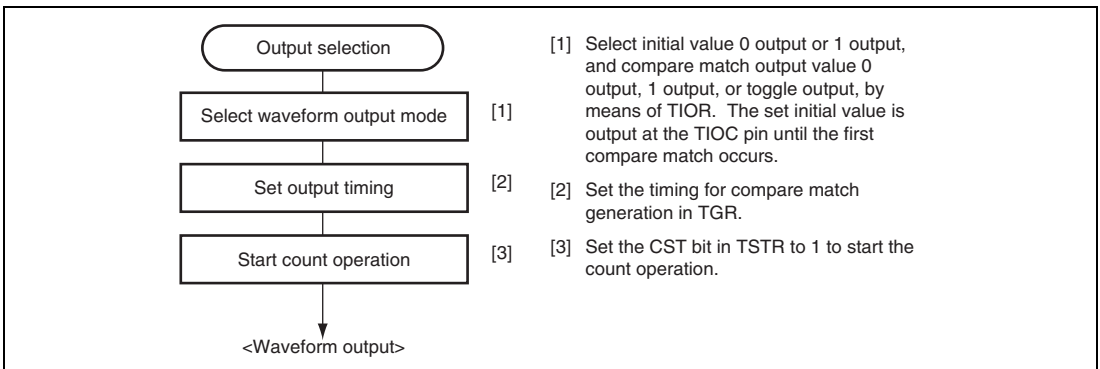 Output selection
Select waveform output mode
[1]
Set output timing
[2]
Start count operation
[3]
<Waveform output>
[1] Select initial value 0 output or 1 output,
and compare match output value 0
output, 1 output, or toggle output, by
means of TIOR. The set initial value is
output at the TIOC pin until the first
compare match occurs.
[2] Set the timing for compare match
generation in TGR.
[3] Set the CST bit in TSTR to 1 to start the
count operation.